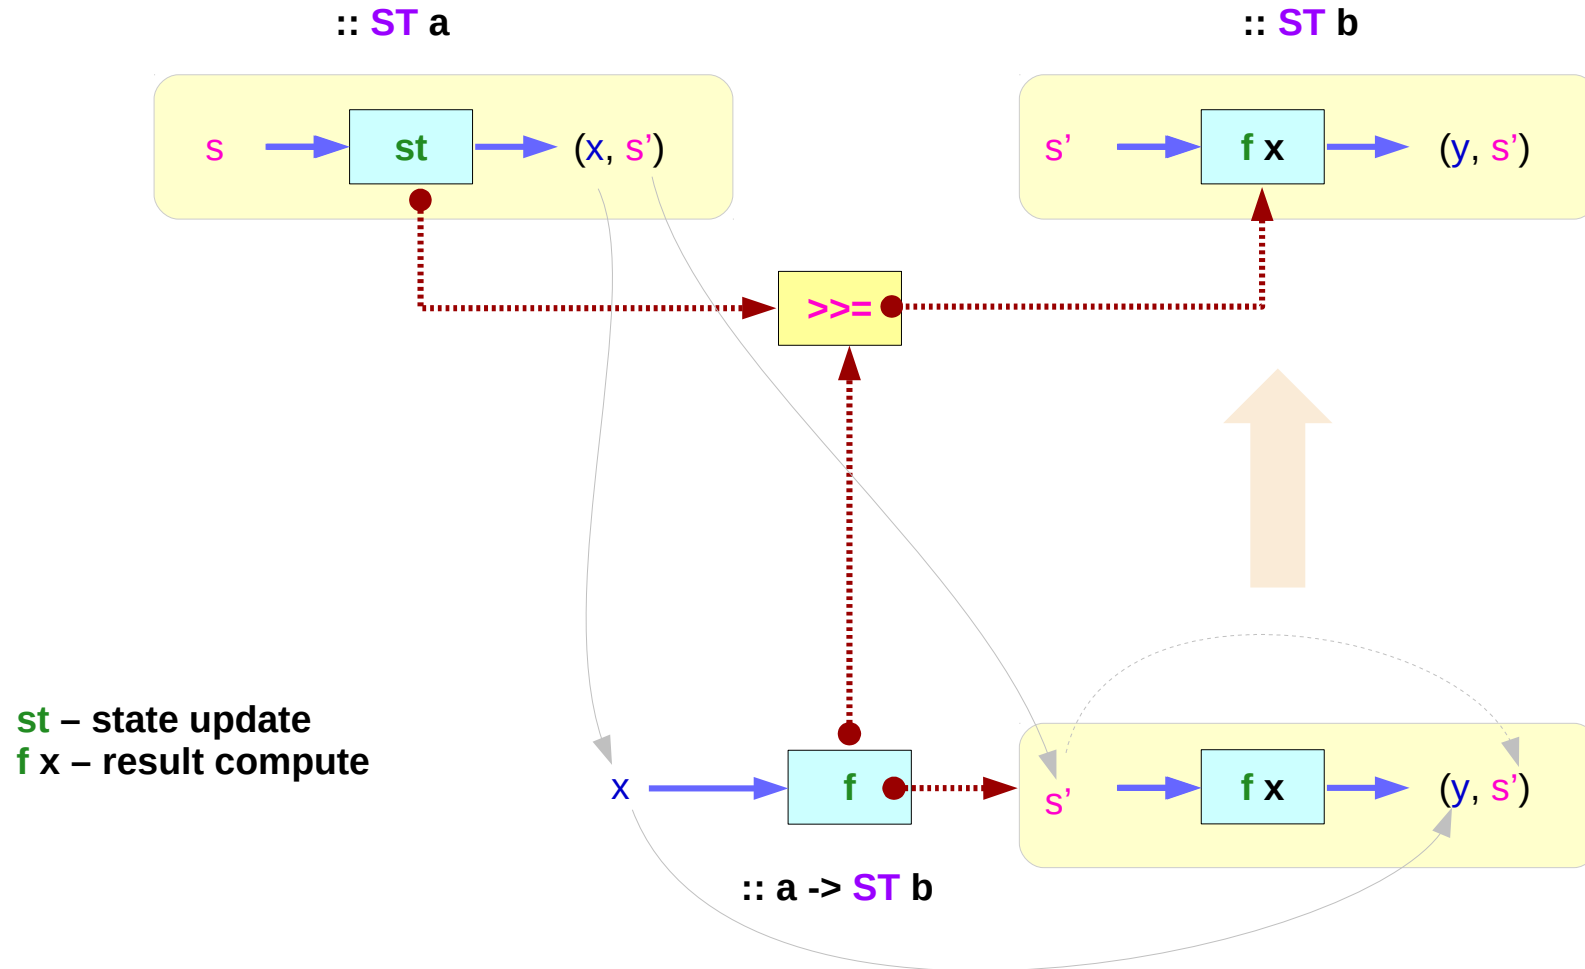 :: ST a
:: ST b
s
st
(x, s’)
s’
f x
(y, s’)
>>=
st – state update
f x – result compute
x
f
s’
f x
(y, s’)
:: a -> ST b